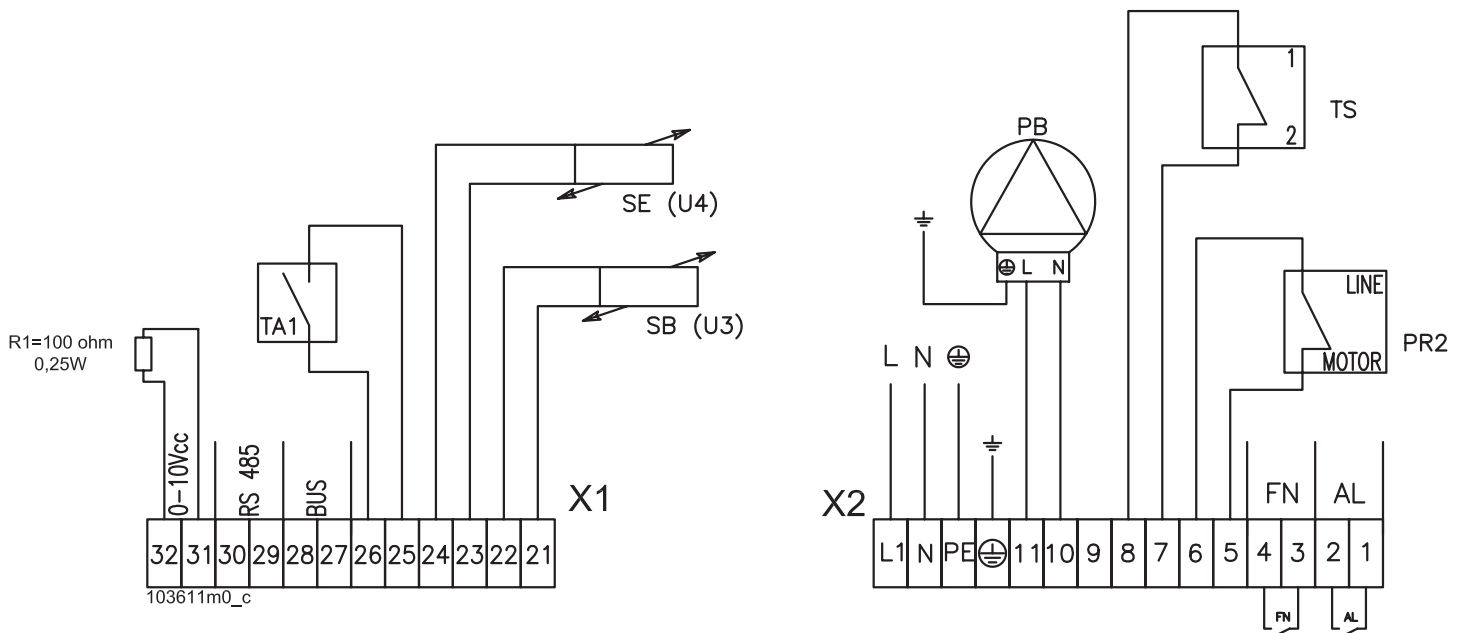 1
TS
2
PB
SE (U4)
L N
TA1
SB (U3)
LINE
R1=100 ohm
0,25W
PR2
MOTOR
L N
0-10Vcc
RS 485
BUS
X1
X2
FN AL
32 31 30 29 28 27 26 25 24 23 22 21
L1 N PE 11 10 9 8 7 6 5 4 3 2 1
103611m0_c
FN AL